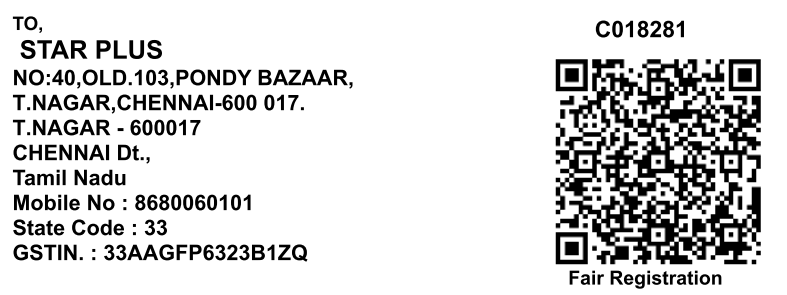 TO,
STAR PLUS
NO:40,OLD.103,PONDY BAZAAR,
T.NAGAR,CHENNAI-600 017.
T.NAGAR - 600017
CHENNAI Dt.,
Tamil Nadu
Mobile No : 8680060101
State Code : 33
GSTIN. : 33AAGFP6323B1ZQ
C018281
Fair Registration